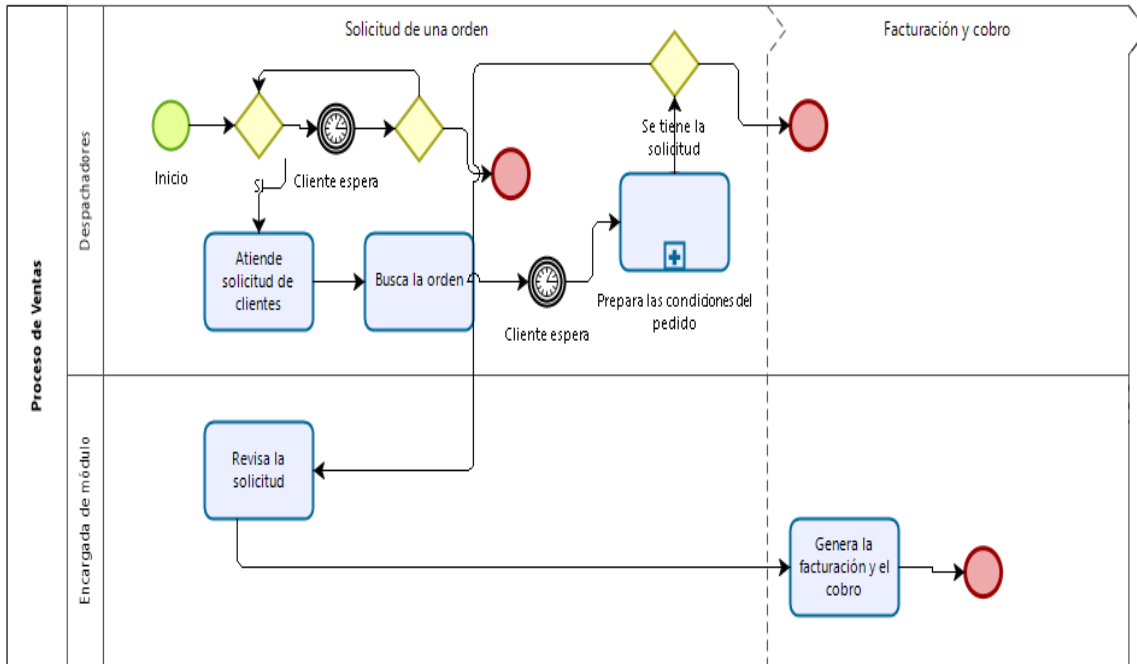 Proceso de Ventas
Solicitud de una orden
Facturación y cobro
Despachadores
Inicio
SI
Cliente espera
Se tiene la
solicitud
Atiende
solicitud de
clientes
Busca la orden
Cliente espera
Prepara las condiciones del
pedido
Encargada de módulo
Revisa la
solicitud
Genera la
facturación y el
cobro